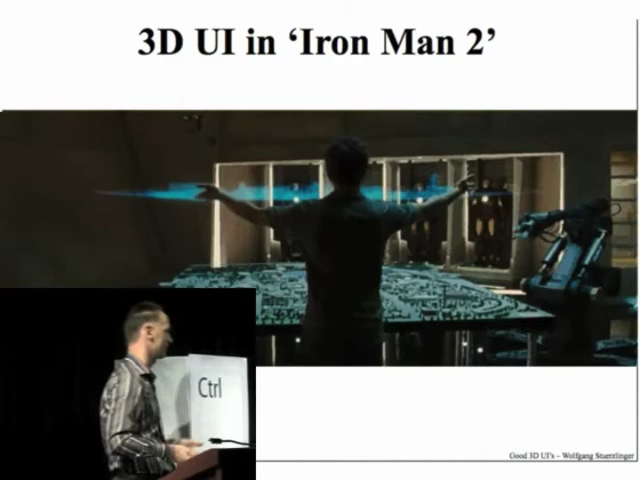 3D UI in ‘Iron Man 2’
Ctrl
Good 3D UI's – Wolfgang Stuerzlinger